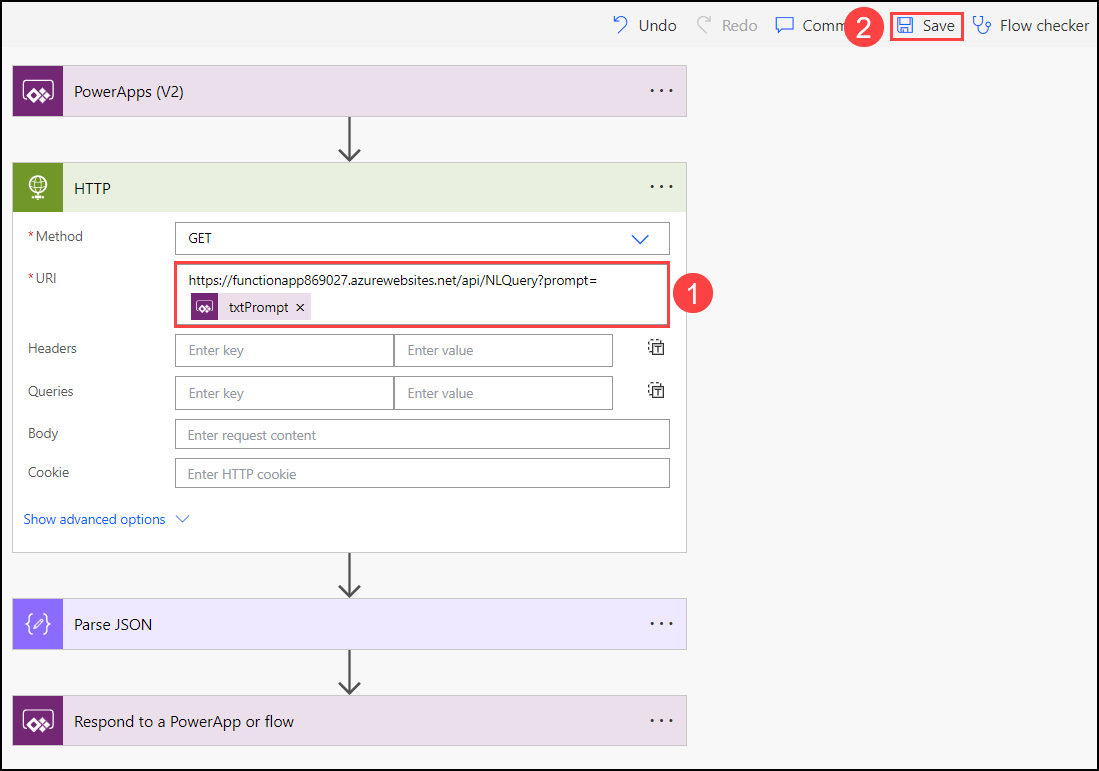 Undo Redo Comm 2 Save Flow checker
PowerApps (V2) ...
HTTP ...
*Method GET
*URI https://functionapp869027.azurewebsites.net/api/NLQuery?prompt=
txtPrompt × 1
Headers Enter key Enter value T
Queries Enter key Enter value T
Body Enter request content
Cookie Enter HTTP cookie
Show advanced options
Parse JSON ...
Respond to a PowerApp or flow ...